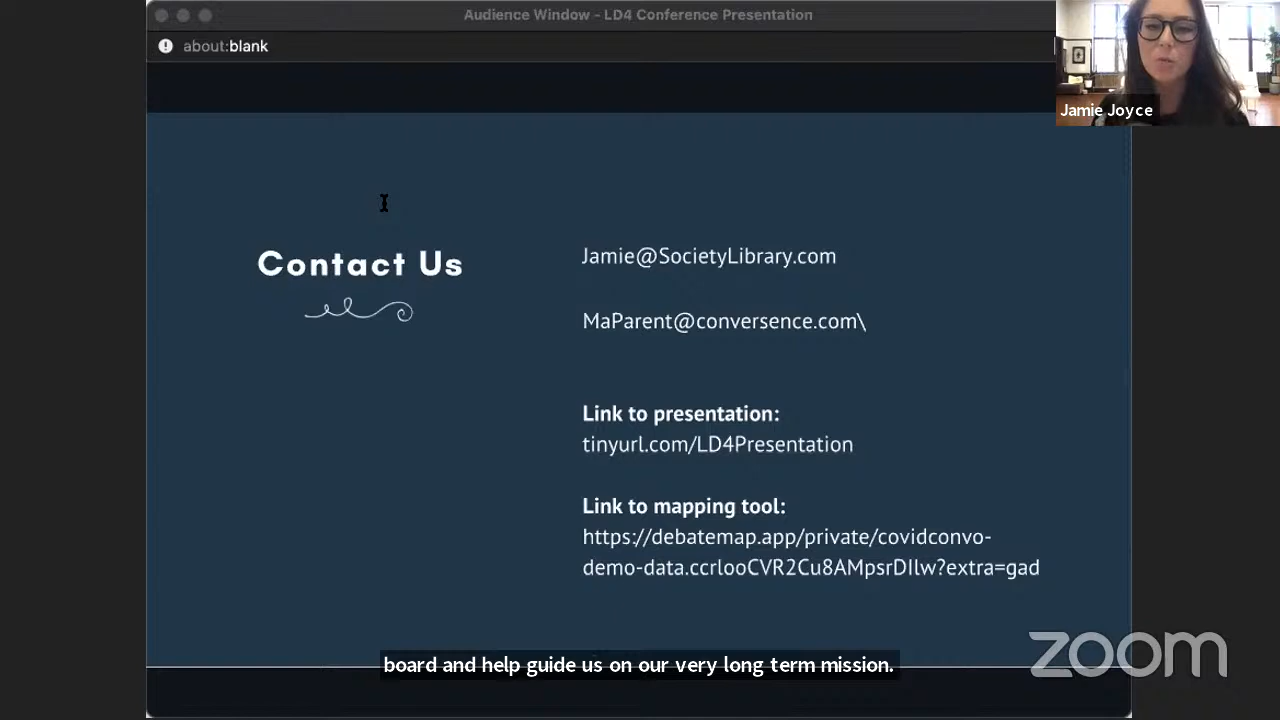 Audience Window - LD4 Conference Presentation
about:blank
Jamie Joyce
Contact Us
Jamie@SocietyLibrary.com
MaParent@conversence.com\
Link to presentation:
tinyurl.com/LD4Presentation
Link to mapping tool:
https://debatemap.app/private/covidconvo-
demo-data.ccrlooCVR2Cu8AMpsrDIlw?extra=gad
board and help guide us on our very long term mission.
zoom